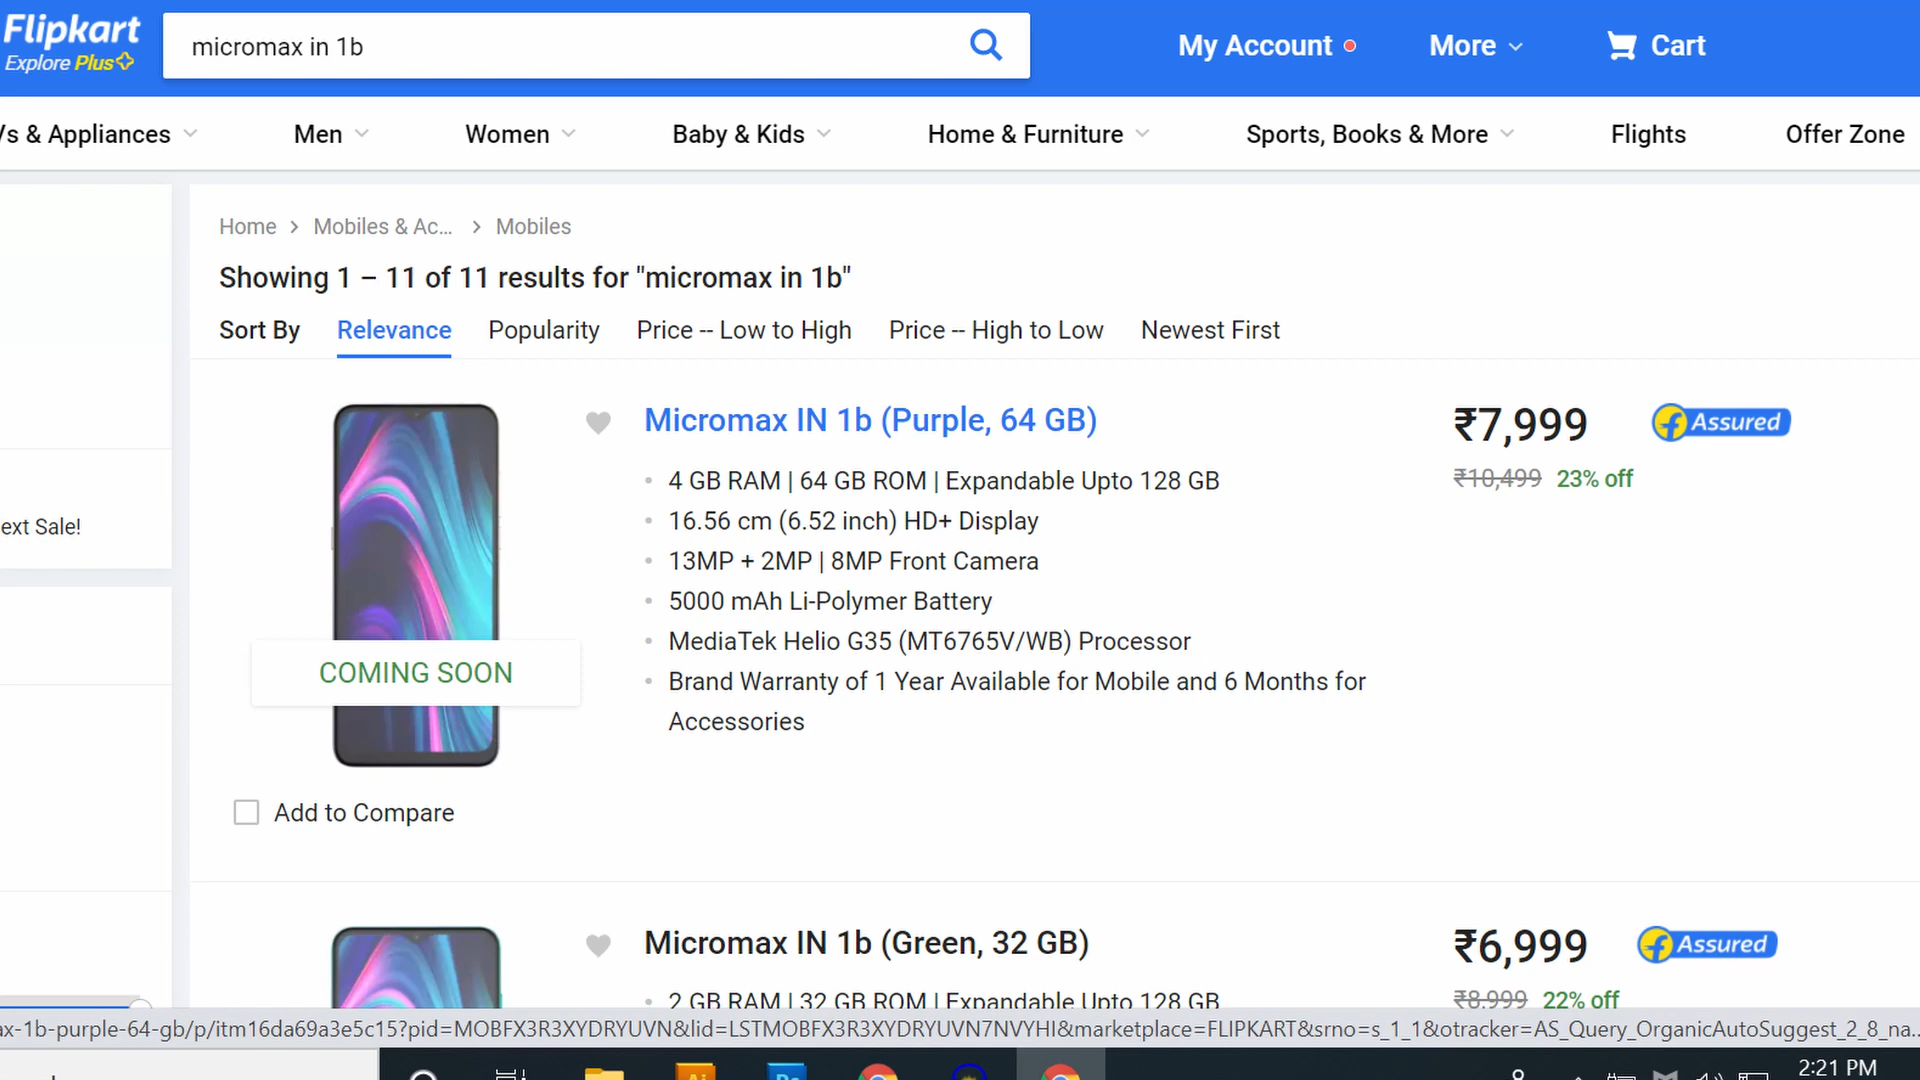 Flipkart
Explore Plus
micromax in 1b
My Account
More
Cart
s & Appliances
Men
Women
Baby & Kids
Home & Furniture
Sports, Books & More
Flights
Offer Zone
Home > Mobiles & Ac... > Mobiles
Showing 1 – 11 of 11 results for "micromax in 1b"
Sort By Relevance Popularity Price -- Low to High Price -- High to Low Newest First
ext Sale!
COMING SOON
Add to Compare
Micromax IN 1b (Purple, 64 GB)
4 GB RAM | 64 GB ROM | Expandable Upto 128 GB
16.56 cm (6.52 inch) HD+ Display
13MP + 2MP | 8MP Front Camera
5000 mAh Li-Polymer Battery
MediaTek Helio G35 (MT6765V/WB) Processor
Brand Warranty of 1 Year Available for Mobile and 6 Months for
Accessories
₹7,999
Assured
₹10,499 23% off
Micromax IN 1b (Green, 32 GB)
2 GB RAM | 32 GB ROM | Expandable Upto 128 GB
₹6,999
Assured
₹8,999 22% off
ax-1b-purple-64-gb/p/itm16da69a3e5c15?pid=MOBFX3R3XYDRYUVN&lid=LSTMOBFX3R3XYDRYUVN7NVYHI&marketplace=FLIPKART&srno=s_1_1&otracker=AS_Query_OrganicAutoSuggest_2_8_na...
2:21 PM